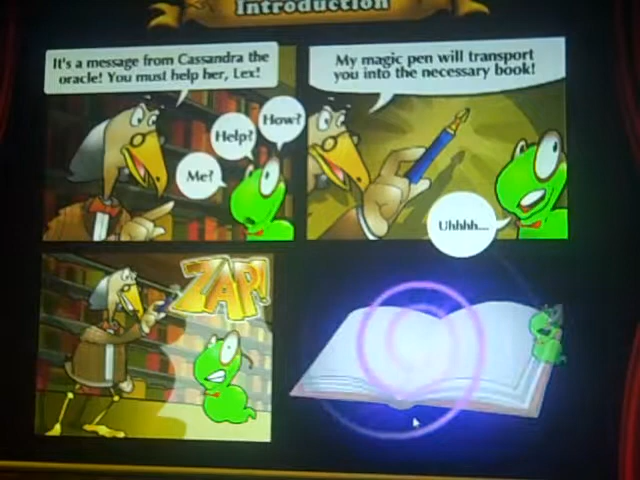 Introduction
It's a message from Cassandra the
oracle! You must help her, Lex!
Me?
Help?
How?
My magic pen will transport
you into the necessary book!
Uhhhh...
ZAP!